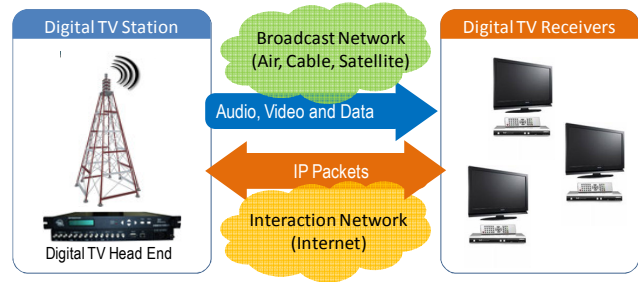 Digital TV Station
Broadcast Network
(Air, Cable, Satellite)
Digital TV Receivers
Audio, Video and Data
IP Packets
Interaction Network
(Internet)
Digital TV Head End